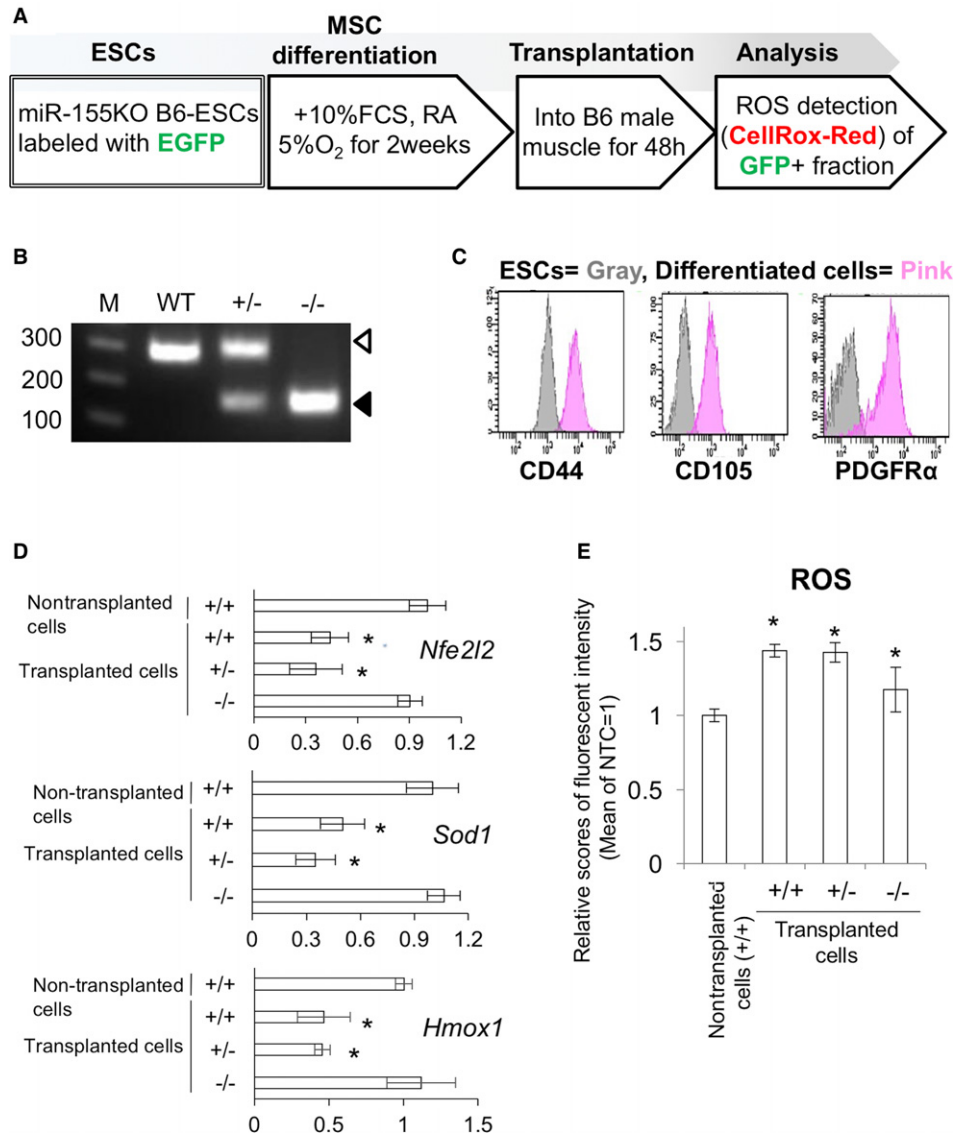 A
ESCs
MSC
differentiation
Transplantation
Analysis
miR-155KO B6-ESCs
labeled with EGFP
+10%FCS, RA
5%O2 for 2weeks
Into B6 male
muscle for 48h
ROS detection
(CellRox-Red) of
GFP+ fraction
B
M WT +/- -/-
300
200
100
C
ESCs= Gray, Differentiated cells= Pink
CD44
CD105
PDGFRα
D
Nontransplanted
cells
+/+
Transplanted cells
+/+
*
+/-
*
-/-
Nfe2l2
0 0.3 0.6 0.9 1.2
Non-transplanted
cells
+/+
Transplanted cells
+/+
*
+/-
*
-/-
Sod1
0 0.3 0.6 0.9 1.2
Non-transplanted
cells
+/+
Transplanted cells
+/+
*
+/-
*
-/-
Hmox1
0 0.5 1 1.5
E
ROS
Relative scores of fluorescent intensity
(Mean of NTC=1)
1.5
1
0.5
0
* * *
Nontransplanted
cells (+/+)
+/+ +/- -/-
Transplanted
cells